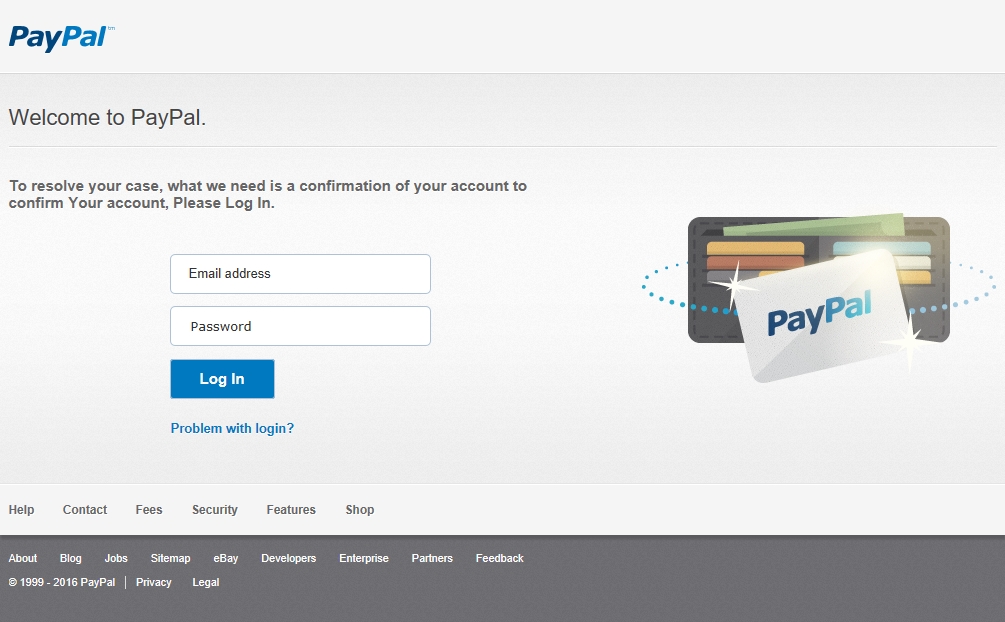 PayPal™
Welcome to PayPal.
To resolve your case, what we need is a confirmation of your account to
confirm Your account, Please Log In.
Email address
Password
Log In
Problem with login?
PayPal
Help Contact Fees Security Features Shop
About Blog Jobs Sitemap eBay Developers Enterprise Partners Feedback
© 1999 - 2016 PayPal | Privacy Legal